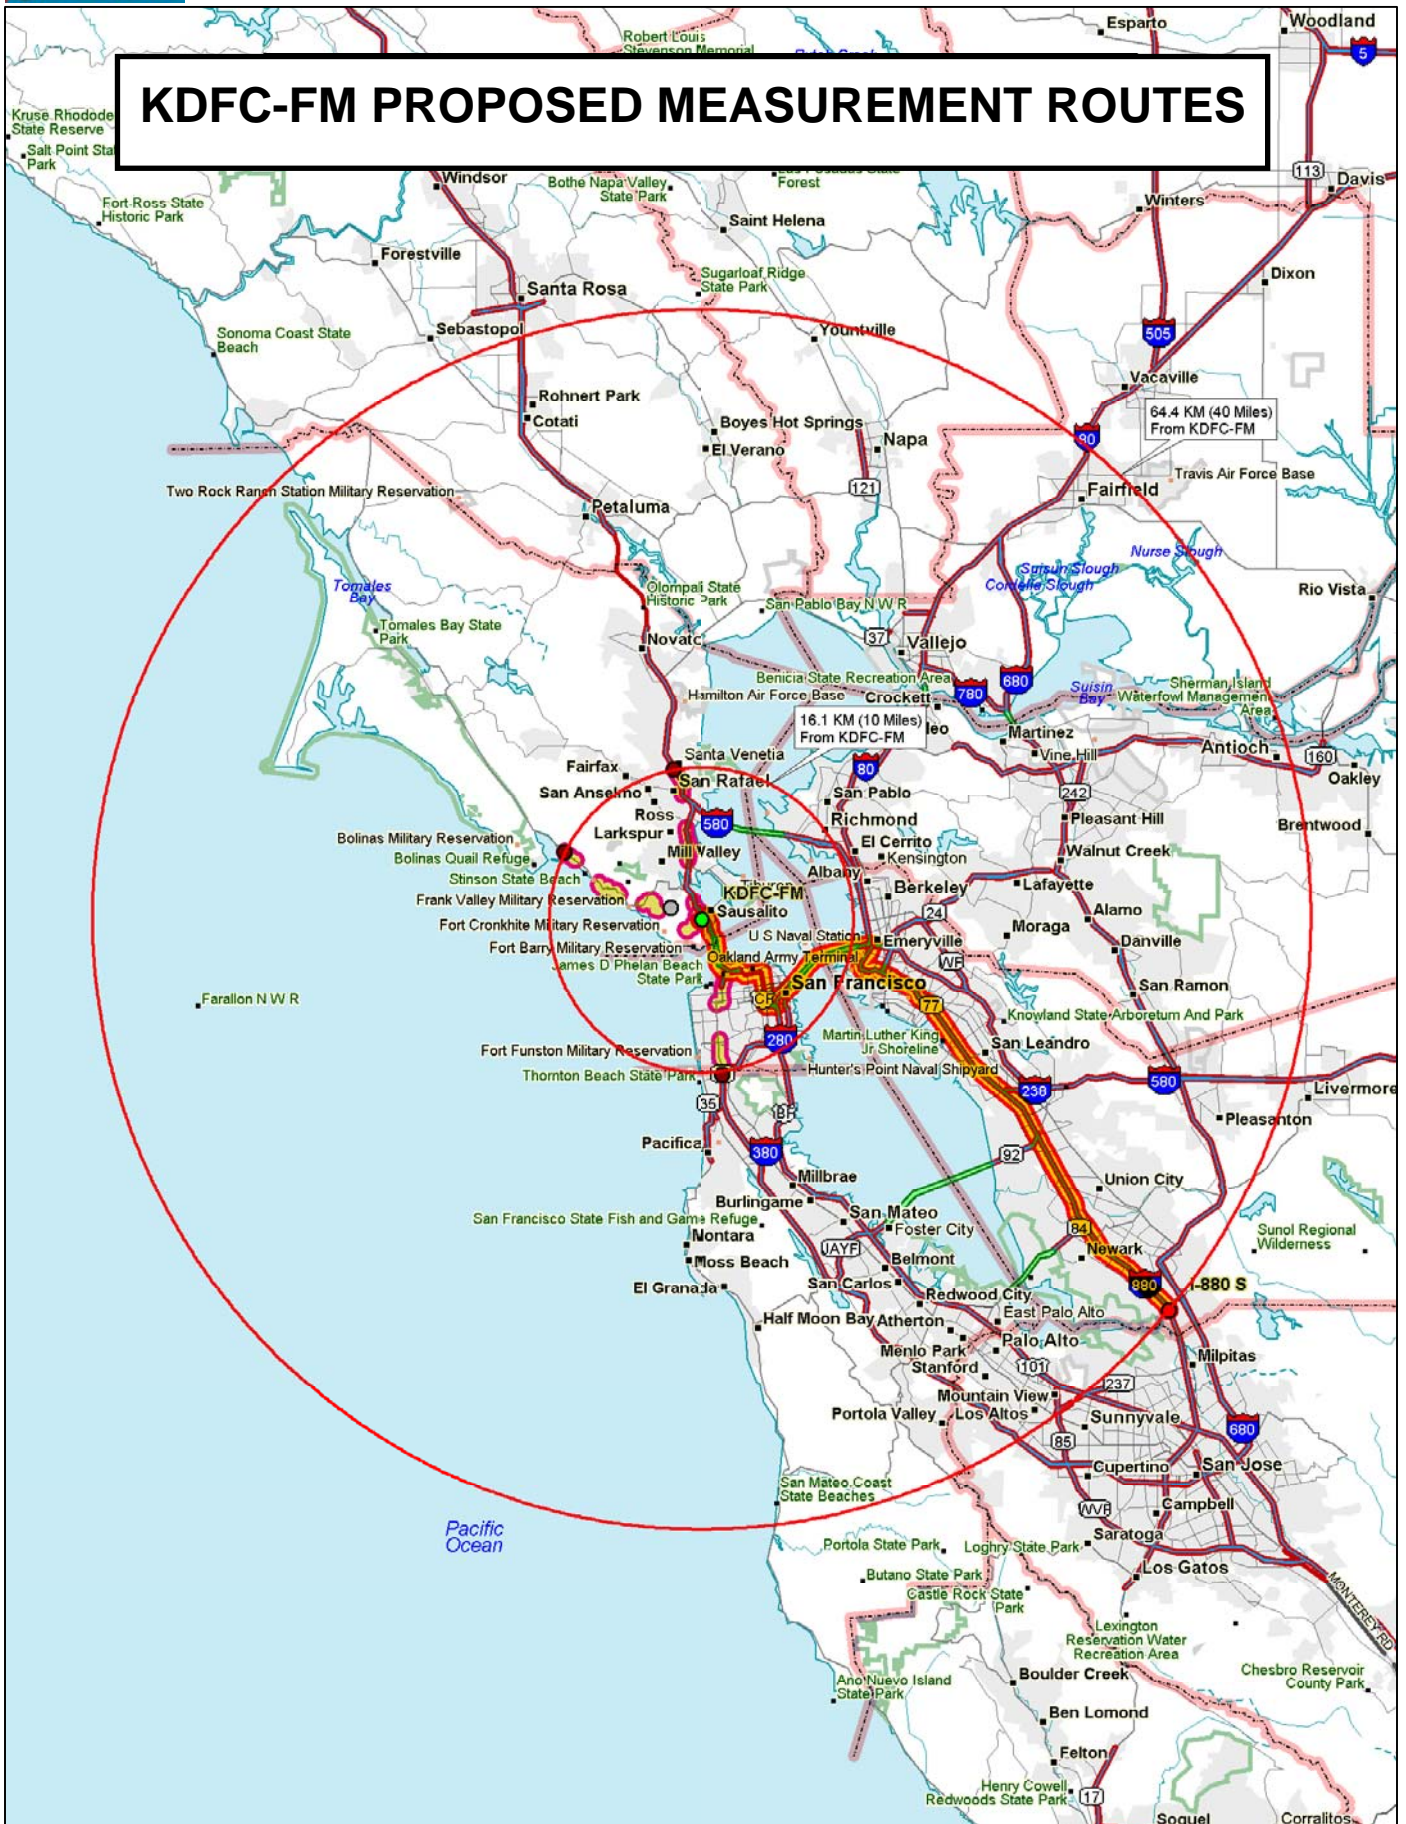 Esparto
Woodland
Robert Louis
Stevenson Memorial
5
KDFC-FM PROPOSED MEASUREMENT ROUTES
Kruse Rhodode
State Reserve
Salt Point Sta
Park
113
Davis
Windsor
Bothe Napa Valley
State Park
Forest
Winters
Fort Ross State
Historic Park
Saint Helena
Forestville
Sugarloaf Ridge
State Park
Dixon
Santa Rosa
Sonoma Coast State
Beach
Sebastopol
Yountville
505
Vacaville
Rohnert Park
Cotati
64.4 KM (40 Miles)
From KDFC-FM
Boyes Hot Springs
El Verano
Napa
80
Travis Air Force Base
Two Rock Ranch Station Military Reservation
121
Fairfield
Petaluma
Nurse Slough
Suisun Slough
Cordelia Slough
Tomales
Bay
Olompali State
Historic Park
San Pablo Bay N W R
Rio Vista
Tomales Bay State
Park
Novato
37
Vallejo
Benicia State Recreation Area
Hamilton Air Force Base
Crockett
780
680
Suisin
Bay
Sherman Island
Waterfowl Management
Area
16.1 KM (10 Miles)
From KDFC-FM
leo
Martinez
Vine Hill
Antioch
160
Oakley
Santa Venetia
Fairfax
San Rafael
80
San Anselmo
San Pablo
242
Ross
Larkspur
580
Richmond
Pleasant Hill
Brentwood
Bolinas Military Reservation
Mill Valley
El Cerrito
Kensington
Walnut Creek
Bolinas Quail Refuge
Stinson State Beach
Albany
Tiburon
KDFC-FM
Berkeley
Lafayette
Frank Valley Military Reservation
Sausalito
24
Alamo
Fort Cronkhite Military Reservation
U S Naval Station
Emeryville
Moraga
Danville
Fort Barry Military Reservation
Oakland Army Terminal
WF
James D Phelan Beach
State Park
San Francisco
San Ramon
Farallon N W R
CF
77
Knowland State Arboretum And Park
280
Martin Luther King
Jr Shoreline
San Leandro
Fort Funston Military Reservation
Thornton Beach State Park
Hunter's Point Naval Shipyard
238
580
Livermore
35
BF
Pleasanton
Pacifica
380
92
Millbrae
Union City
Burlingame
San Mateo
San Francisco State Fish and Game Refuge
Foster City
84
Sunol Regional
Wilderness
Montara
JAYF
Newark
Moss Beach
Belmont
El Granada
San Carlos
880
I-880 S
Redwood City
East Palo Alto
Half Moon Bay
Atherton
Menlo Park
Palo Alto
Stanford
101
Milpitas
Mountain View
237
Portola Valley
Los Altos
Sunnyvale
680
85
Cupertino
San Jose
San Mateo Coast
State Beaches
WVF
Campbell
Pacific
Ocean
Saratoga
Portola State Park
Loghry State Park
Los Gatos
Butano State Park
Castle Rock State
Park
MONTEREY RD
Lexington
Reservation Water
Recreation Area
Ano Nuevo Island
State Park
Boulder Creek
Chesbro Reservoir
County Park
Ben Lomond
Felton
Henry Cowell
Redwoods State Park
17
Soquel
Corralitos